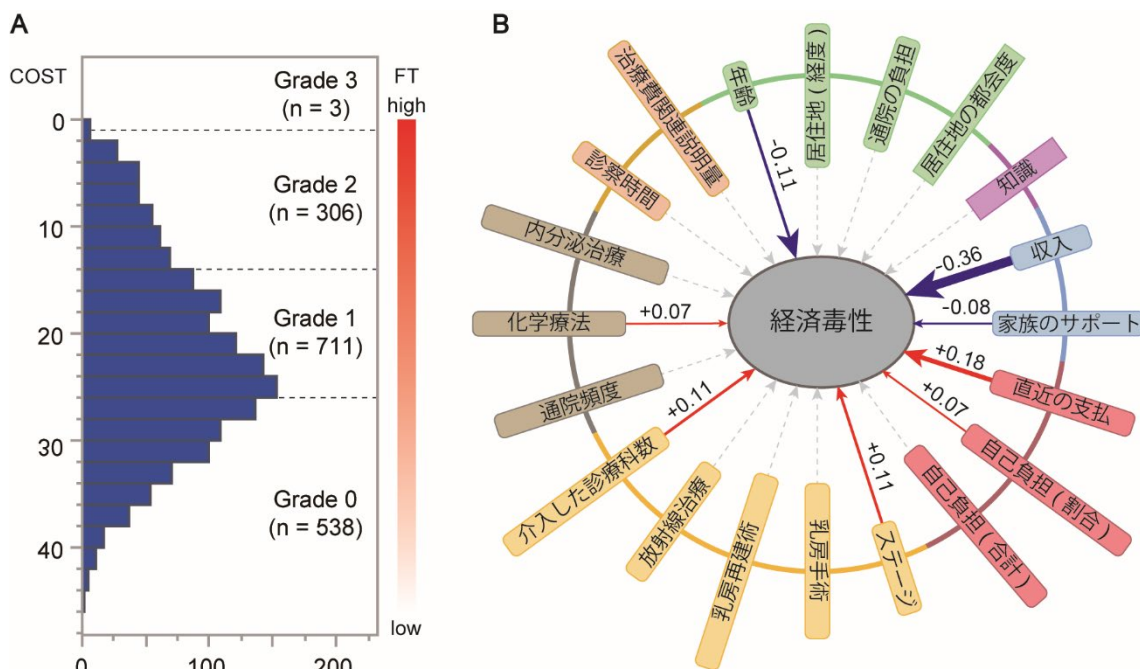 A
COST
FT
high
low
0
10
20
30
40
Grade 3
(n = 3)
Grade 2
(n = 306)
Grade 1
(n = 711)
Grade 0
(n = 538)
0
100
200
B
年齢
居住地(経度)
通院の負担
居住地の都会度
知識
収入
家族のサポート
直近の支払
自己負担(割合)
自己負担(合計)
ステージ
乳房手術
乳房再建術
放射線治療
介入した診療科数
通院頻度
化学療法
内分泌治療
診察時間
治療費関連説明量
経済毒性
-0.11
-0.36
-0.08
+0.18
+0.07
+0.11
+0.11
+0.07